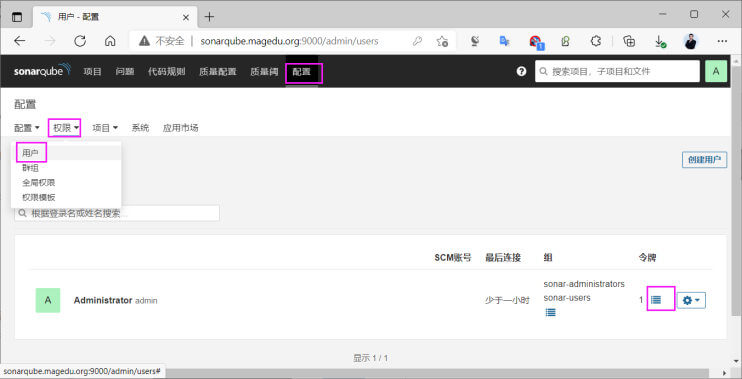 用户 - 配置
不安全 sonarqube.magedu.org:9000/admin/users
1
sonarqube 项目 问题 代码规则 质量配置 质量阈 配置 ? 搜索项目，子项目和文件 A
配置
配置 权限 项目 系统 应用市场
用户
群组
全局权限
权限模板
创建用户
根据登录名或姓名搜索...
SCM账号 最后连接 组 令牌
A Administrator admin 少于一小时 sonar-administrators
sonar-users
1
显示 1 / 1
sonarqube.magedu.org:9000/admin/users#